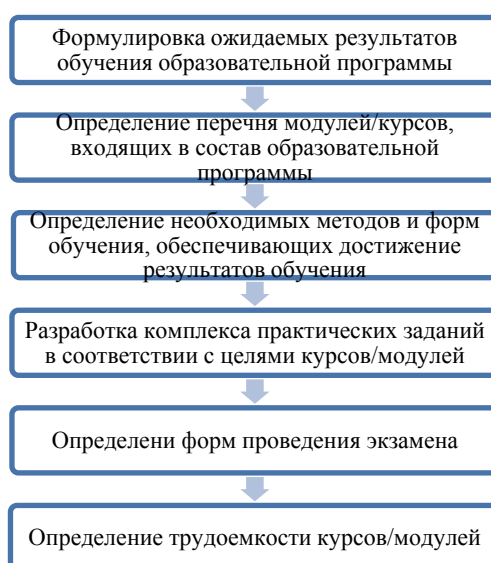 Формулировка ожидаемых результатов
обучения образовательной программы
Определение перечня модулей/курсов,
входящих в состав образовательной
программы
Определение необходимых методов и форм
обучения, обеспечивающих достижение
результатов обучения
Разработка комплекса практических заданий
в соответствии с целями курсов/модулей
Определени форм проведения экзамена
Определение трудоемкости курсов/модулей